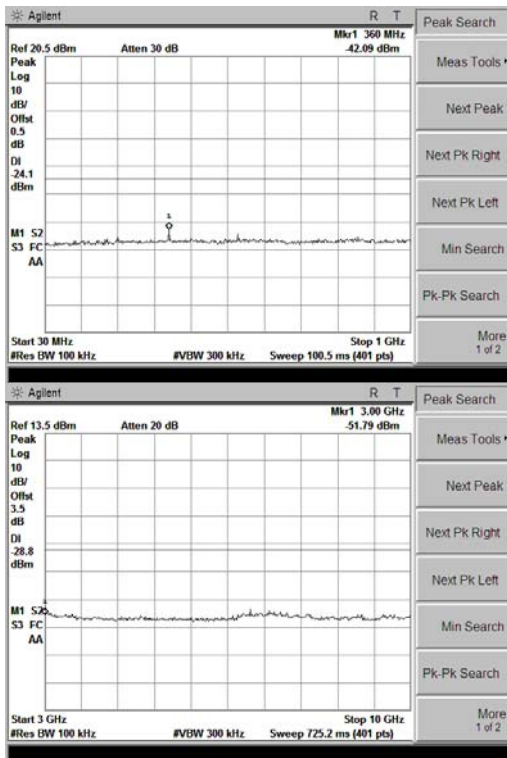 Agilent R T
Peak Search
Mkr1 360 MHz
Ref 20.5 dBm Atten 30 dB -42.09 dBm
Peak
Log
10
dB/
Offst
0.5
dB
DI
-24.1
dBm
1
M1 S2
S3 FC
AA
Start 30 MHz Stop 1 GHz
#Res BW 100 kHz #VBW 300 kHz Sweep 100.5 ms (401 pts)
Meas Tools
Next Peak
Next Pk Right
Next Pk Left
Min Search
Pk-Pk Search
More
1 of 2
Agilent R T
Peak Search
Mkr1 3.00 GHz
Ref 13.5 dBm Atten 20 dB -51.79 dBm
Peak
Log
10
dB/
Offst
3.5
dB
DI
-28.8
dBm
M1 S2
S3 FC
AA
Start 3 GHz Stop 10 GHz
#Res BW 100 kHz #VBW 300 kHz Sweep 725.2 ms (401 pts)
Meas Tools
Next Peak
Next Pk Right
Next Pk Left
Min Search
Pk-Pk Search
More
1 of 2